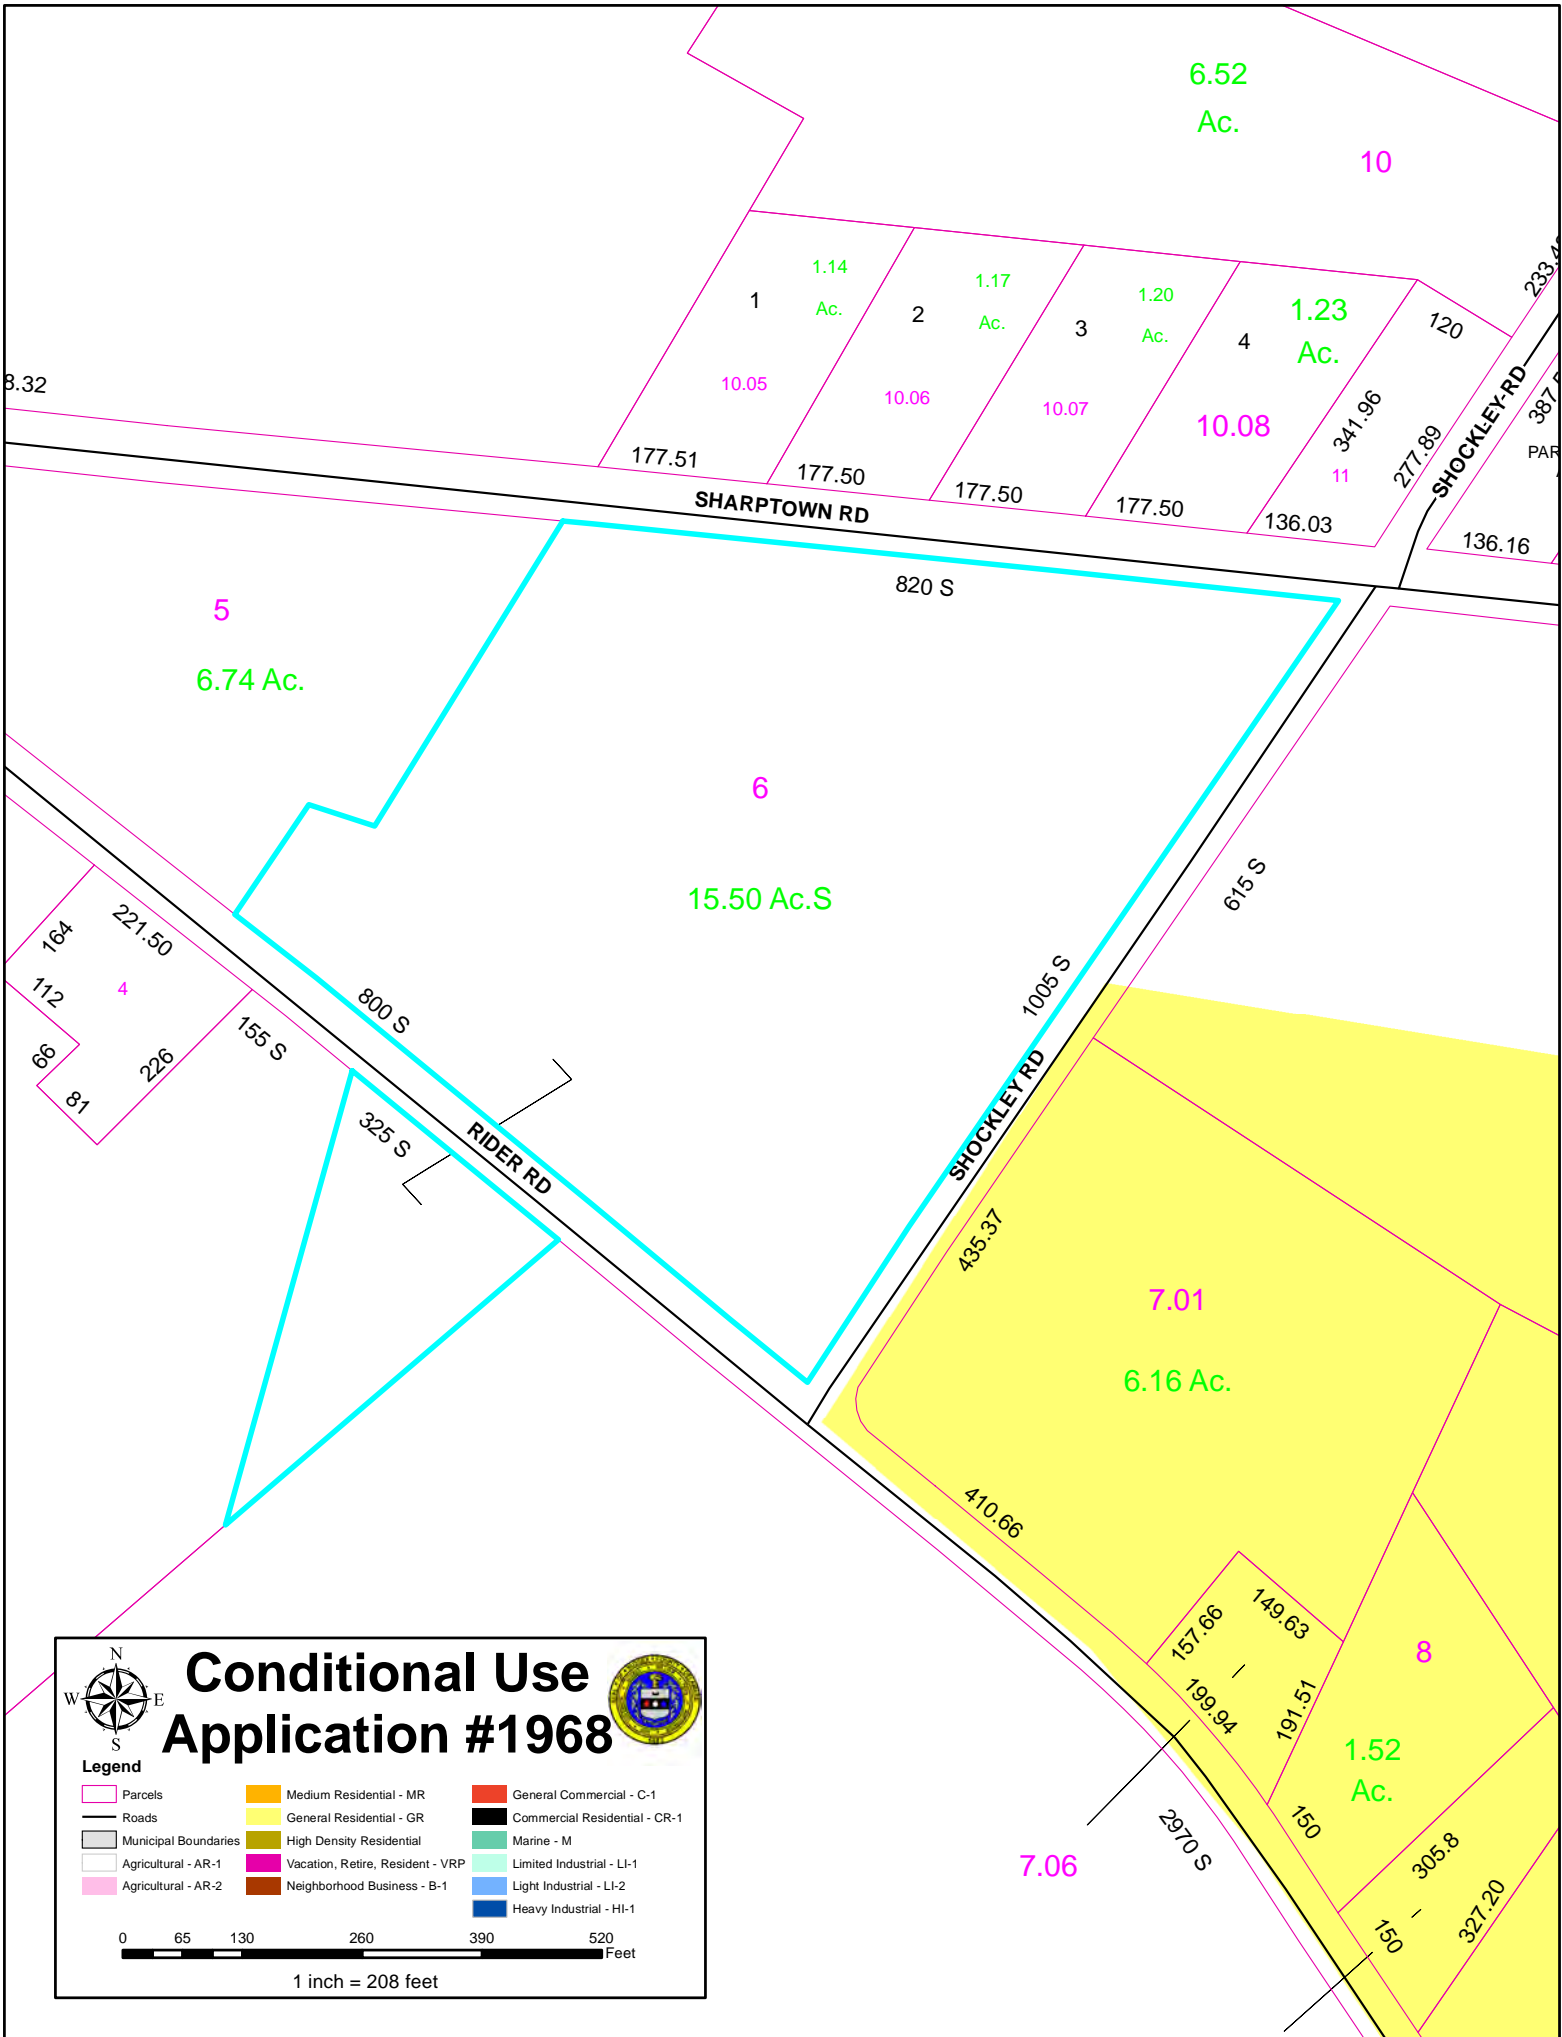 6.52
Ac.
10
233.4
1.14
Ac.
1
1.17
Ac.
2
1.20
Ac.
3
1.23
Ac.
4
120
8.32
10.05
10.06
10.07
10.08
341.96
11
277.89
SHOCKLEY RD
387.5
PAR
177.51
177.50
177.50
177.50
136.03
136.16
SHARPTOWN RD
820 S
5
6.74 Ac.
6
15.50 Ac.S
615 S
1005 S
SHOCKLEY RD
164
221.50
112
4
66
81
226
155 S
800 S
325 S
RIDER RD
435.37
7.01
6.16 Ac.
410.66
157.66
149.63
199.94
191.51
8
1.52
Ac.
150
305.8
150
327.20
2970 S
7.06
N
W
E
S
Conditional Use
Application #1968
Legend
Parcels
Roads
Municipal Boundaries
Agricultural - AR-1
Agricultural - AR-2
Medium Residential - MR
General Residential - GR
High Density Residential
Vacation, Retire, Resident - VRP
Neighborhood Business - B-1
General Commercial - C-1
Commercial Residential - CR-1
Marine - M
Limited Industrial - LI-1
Light Industrial - LI-2
Heavy Industrial - HI-1
0 65 130 260 390 520
Feet
1 inch = 208 feet